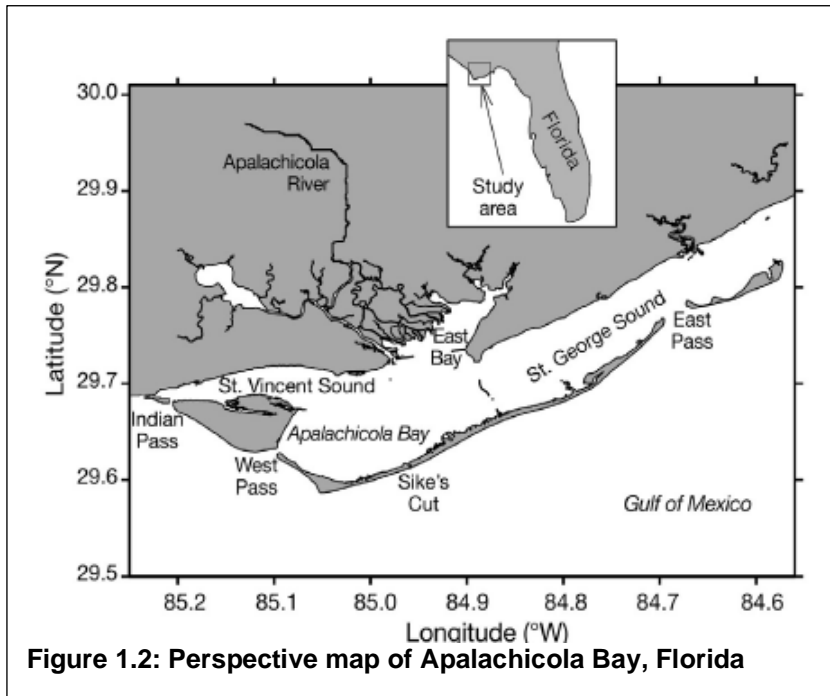 30.0
29.9
29.8
29.7
29.6
29.5
Latitude (°N)
Apalachicola
River
Florida
Study
area
East
Bay
St. George Sound
East
Pass
St. Vincent Sound
Indian
Pass
Apalachicola Bay
West
Pass
Sike's
Cut
Gulf of Mexico
85.2
85.1
85.0
84.9
84.8
84.7
84.6
Longitude (°W)
Figure 1.2: Perspective map of Apalachicola Bay, Florida